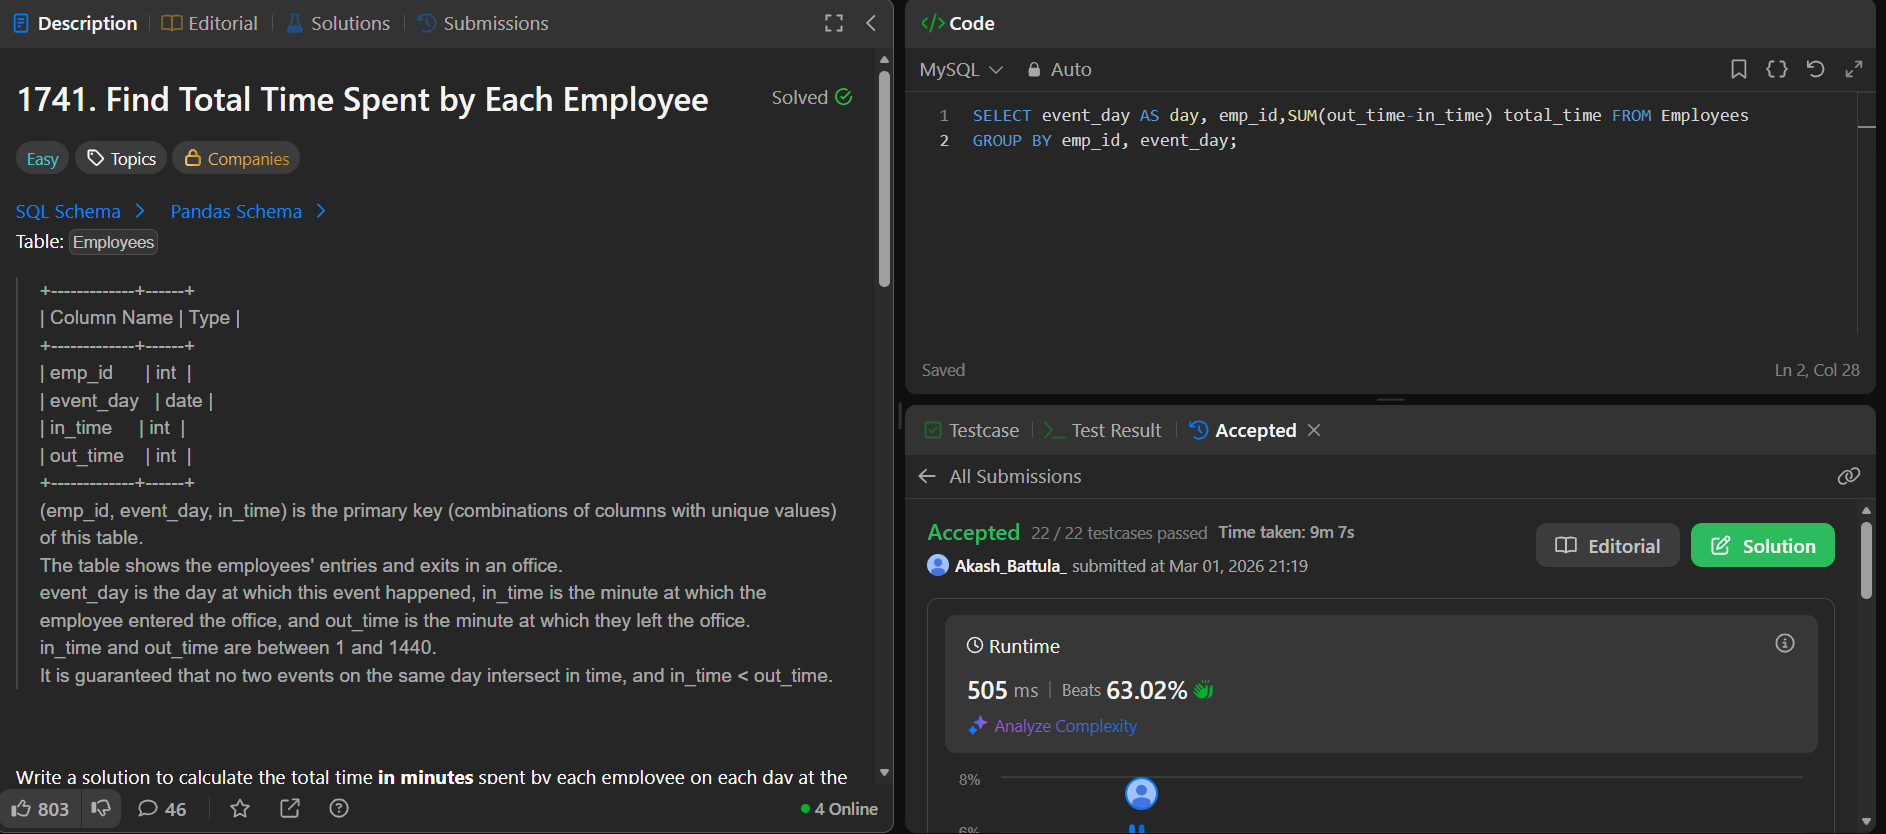 Description | Editorial | Solutions | Submissions
1741. Find Total Time Spent by Each Employee
Solved
Easy Topics Companies
SQL Schema > Pandas Schema >
Table: Employees
+-------------+------+
| Column Name | Type |
+-------------+------+
| emp_id | int |
| event_day | date |
| in_time | int |
| out_time | int |
+-------------+------+
(emp_id, event_day, in_time) is the primary key (combinations of columns with unique values)
of this table.
The table shows the employees' entries and exits in an office.
event_day is the day at which this event happened, in_time is the minute at which the
employee entered the office, and out_time is the minute at which they left the office.
in_time and out_time are between 1 and 1440.
It is guaranteed that no two events on the same day intersect in time, and in_time < out_time.
Write a solution to calculate the total time in minutes spent by each employee on each day at the
803 46 4 Online
</> Code
MySQL Auto
1 SELECT event_day AS day, emp_id,SUM(out_time-in_time) total_time FROM Employees
2 GROUP BY emp_id, event_day;
Saved Ln 2, Col 28
Testcase | >_ Test Result | Accepted
All Submissions
Accepted 22 / 22 testcases passed Time taken: 9m 7s
Akash_Battula_ submitted at Mar 01, 2026 21:19
Editorial Solution
Runtime
505 ms | Beats 63.02%
Analyze Complexity
8%
6%